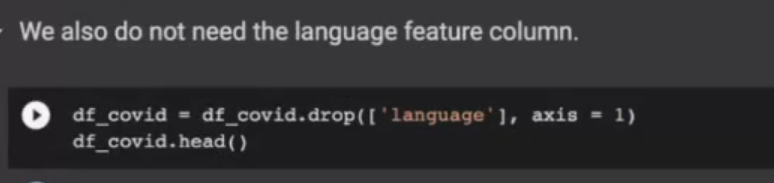 We also do not need the language feature column.
df_covid = df_covid.drop(['language'], axis = 1)
df_covid.head()